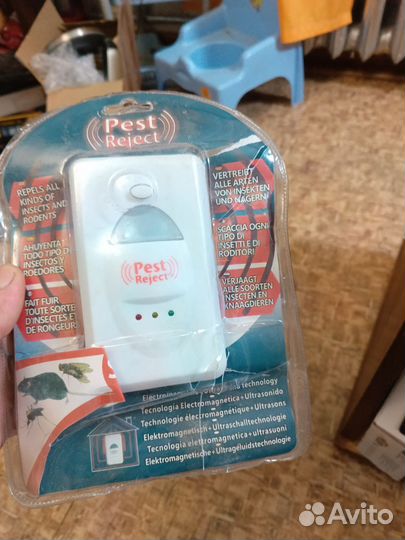 Pest
Reject
REPELS ALL
KINDS OF
INSECTS AND
RODENTS
AHUYENTA
TODO TIPO DE
INSECTOS Y
ROEDORES
FAIT FUIR
TOUTE SORTE
D'INSECTES ET
DE RONGEURS
VERTREIBT
ALLE ARTEN
VON INSEKTEN
UND NAGERN
SCACCIA OGNI
TIPO DI
INSETTI E DI
RODITORI
VERJAAGT
ALLE SOORTEN
INSECTEN EN
KNAAGDIEREN
Pest
Reject
technology
Tecnología Electromagnetica + Ultrasonido
Technologie électromagnétique + Ultrasons
Elektromagnetisch + Ultraschalltechnologie
Tecnologia elettromagnetica + ultrasuoni
Elektromagnetische + Ultrageluidstechnologie
Avito